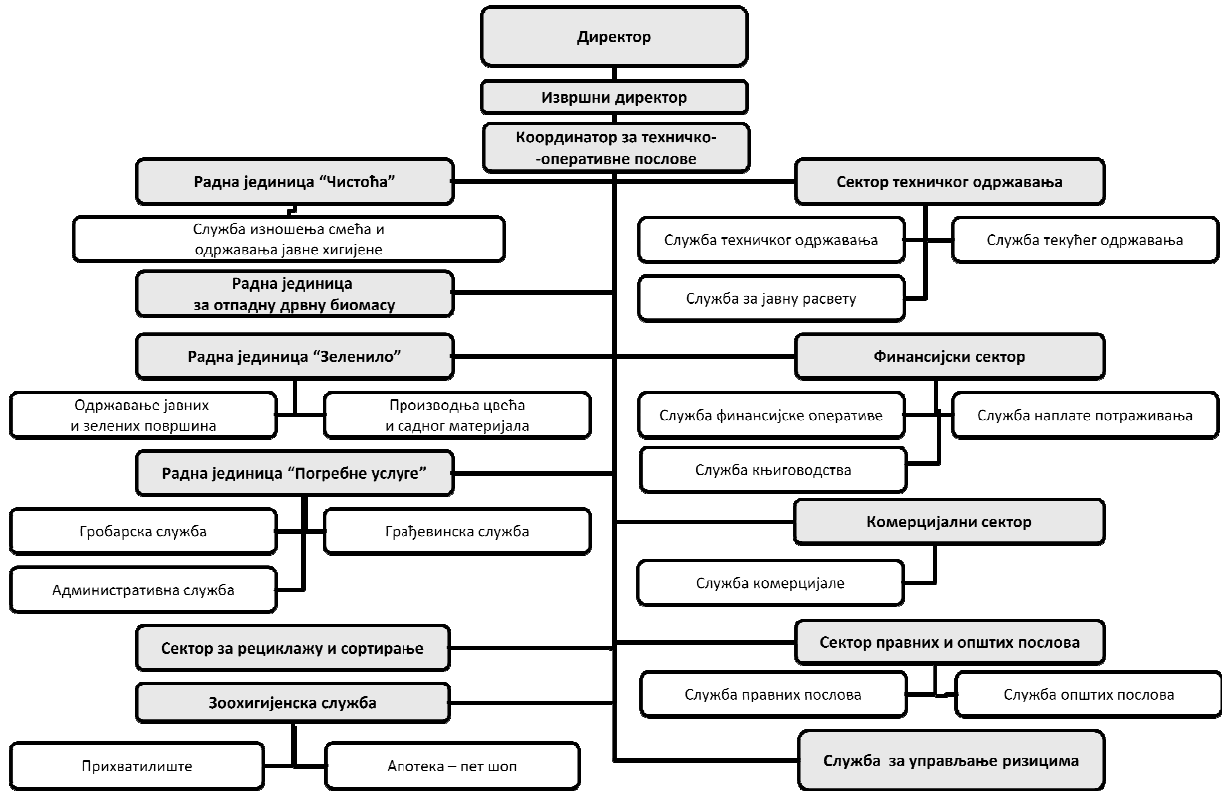 Директор
Извршни директор
Координатор за техничко-
-оперативне послове
Радна јединица “Чистоћа”
Служба изношења смећа и
одржавања јавне хигијене
Радна јединица
за отпадну дрвну биомасу
Радна јединица “Зеленило”
Одржавање јавних
и зелених површина
Производња цвећа
и садног материјала
Радна јединица “Погребне услуге”
Гробарска служба
Грађевинска служба
Административна служба
Сектор за рециклажу и сортирање
Зоохигијенска служба
Прихватилиште
Апотека – пет шоп
Сектор техничког одржавања
Служба техничког одржавања
Служба текућег одржавања
Служба за јавну расвету
Финансијски сектор
Служба финансијске оперативе
Служба наплате потраживања
Служба књиговодства
Комерцијални сектор
Служба комерцијале
Сектор правних и општих послова
Служба правних послова
Служба општих послова
Служба за управљање ризицима